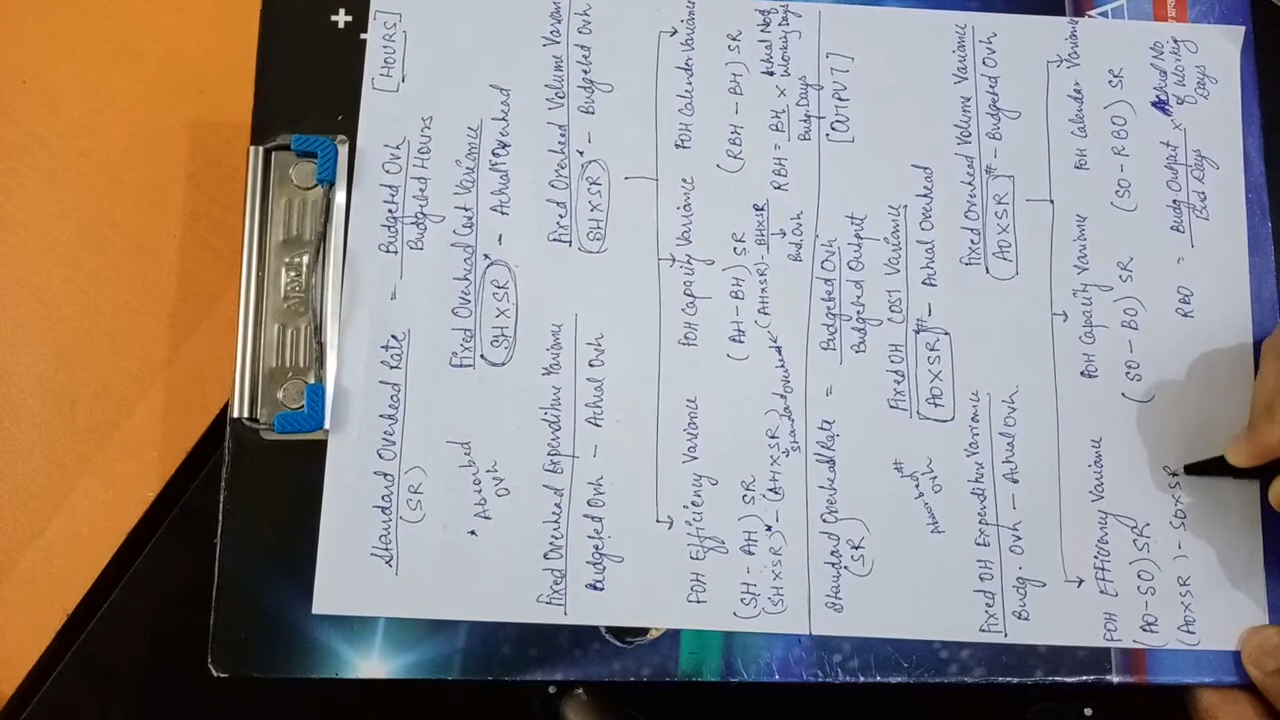 Standard Overhead Rate = Budgeted Ovh [HOURS]
(SR) Budgeted Hours
Fixed Overhead Cost Variance
(SH X SR)* - Actual Overhead
* Absorbed
Ovh
Fixed Overhead Expenditure Variance
Budgeted Ovh - Actual Ovh
Fixed Overhead Volume Varian
(SH X SR)* - Budgeted Ovh
FOH Efficiency Variance
(SH - AH) SR
(SH X SR)* - (AH X SR)
Standard overhead
FOH Capacity Variance
(AH - BH) SR
(AH X SR) - BH X SR
Bud. Ovh
FOH Calender Variance
(RBH - BH) SR
RBH = BH X Actual No of
Budg. Days Working Days
Standard Overhead Rate = Budgeted Ovh [OUTPUT]
(SR) Budgeted Output
Fixed OH COST Variance
[AO X SR]# - Actual Overhead
Absorbed#
Ovh
Fixed OH Expenditure Variance
Budg. Ovh - Actual Ovh.
Fixed Overhead Volume Variance
(AO X SR)# - Budgeted Ovh
FOH Efficiency Variance
(AO - SO) SR
(AO X SR) - SO X SR
FOH Capacity Variance
(SO - BO) SR
FOH Calendar Variance
(SO - RBO) SR
RBO = Budg Output X Actual No.
Bud Days of Working
Days